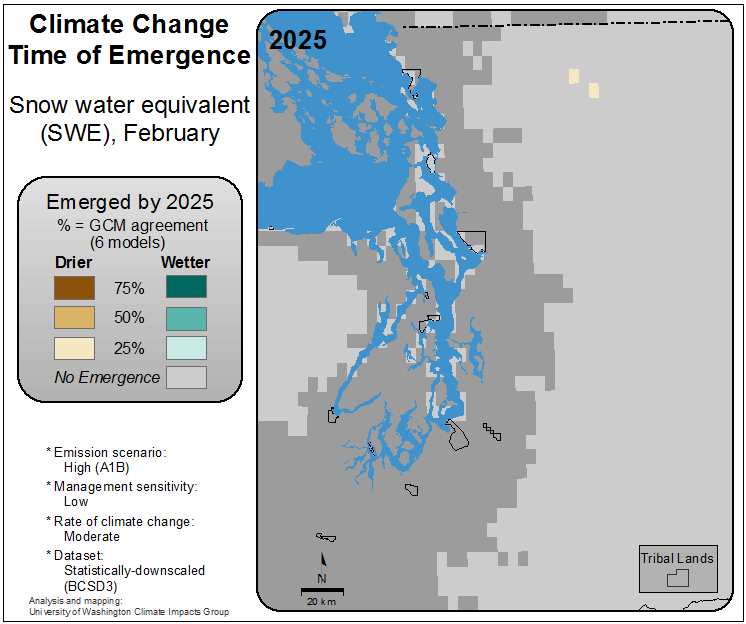 Climate Change
Time of Emergence
Snow water equivalent
(SWE), February
Emerged by 2025
% = GCM agreement
(6 models)
Drier Wetter
75%
50%
25%
No Emergence
* Emission scenario:
High (A1B)
* Management sensitivity:
Low
* Rate of climate change:
Moderate
* Dataset:
Statistically-downscaled
(BCSD3)
Analysis and mapping:
University of Washington Climate Impacts Group
2025
N
20 km
Tribal Lands